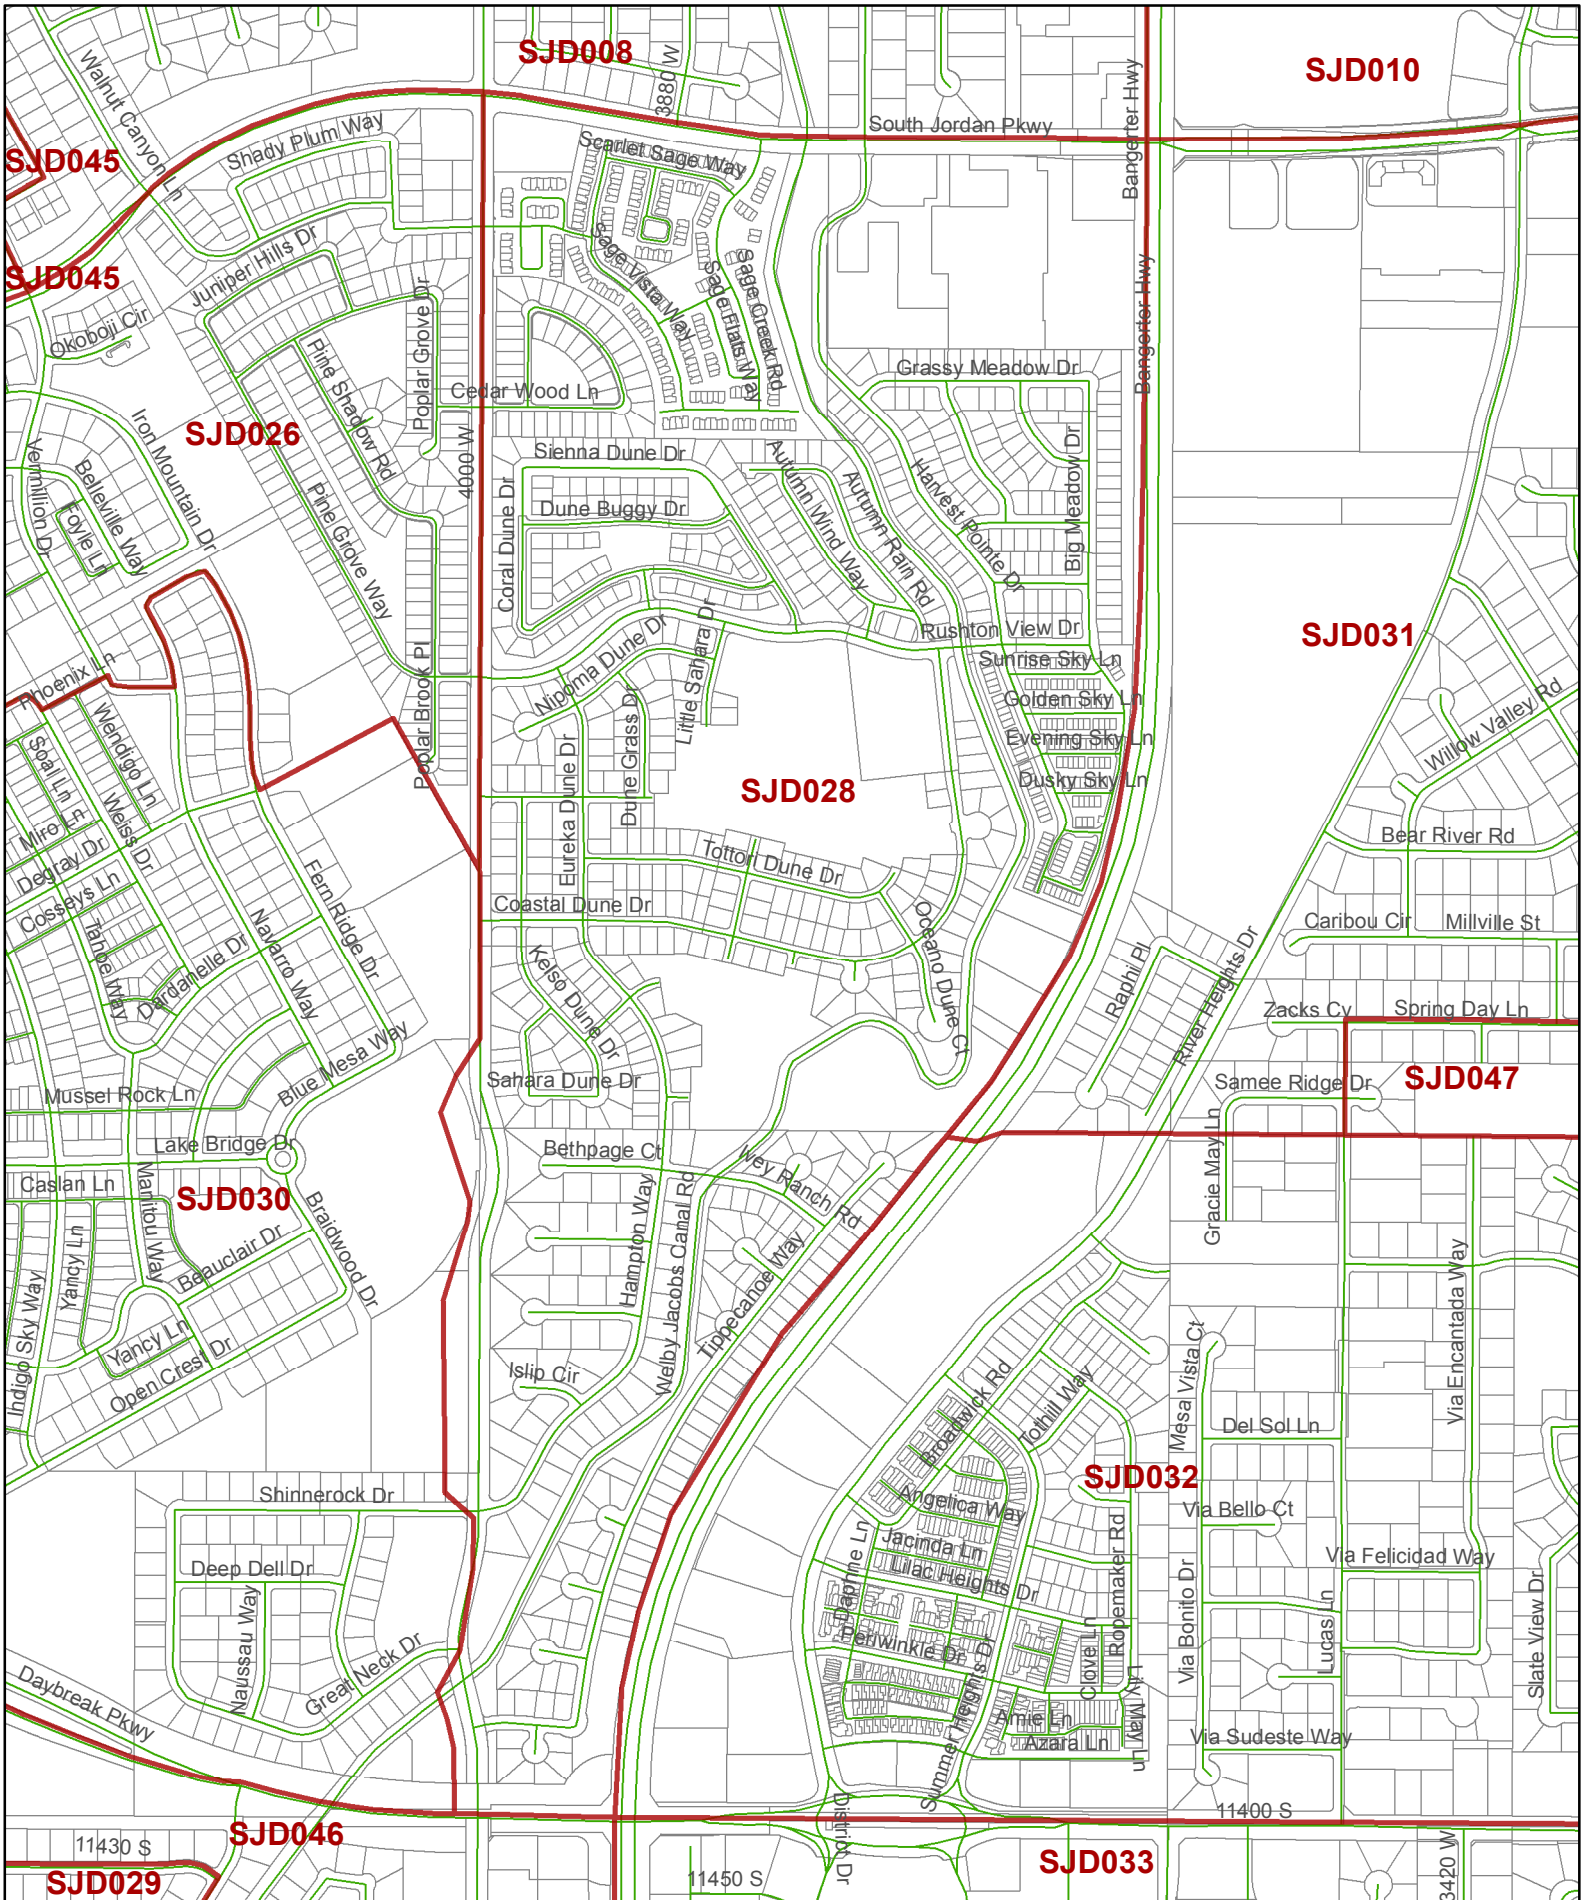 SJD008
SJD010
3880 W
Walnut Canyon Ln
Bangerter Hwy
South Jordan Pkwy
Shady Plum Way
Scarlet Sage Way
SJD045
Bangerter Hwy
Juniper Hills Dr
Sage Vista Way
Sage Flats Way
Sage Creek Rd
SJD045
Okoboji Cir
Poplar Grove Dr
Pine Shadow Rd
Bangerter Hwy
Grassy Meadow Dr
Cedar Wood Ln
SJD026
Iron Mountain Dr
Vermillion Dr
Belleville Way
Foyle Ln
4000 W
Sienna Dune Dr
Coral Dune Dr
Dune Buggy Dr
Autumn Wind Way
Autumn Rain Rd
Harvest Pointe Dr
Big Meadow Dr
Pine Grove Way
Rushton View Dr
SJD031
Nipoma Dune Dr
Little Sahara Dr
Sunrise Sky Ln
Phoenix Ln
Golden Sky Ln
Willow Valley Rd
Poplar Brook Pl
Wendigo Ln
Evening Sky Ln
Soal Ln
Weiss Dr
Dune Grass Dr
Eureka Dune Dr
Dusky Sky Ln
SJD028
Miro Ln
Degray Dr
Bear River Rd
Tottori Dune Dr
Fern Ridge Dr
Cosseys Ln
Coastal Dune Dr
Caribou Cir
Millville St
Tahoe Way
Navarro Way
Dardanelle Dr
Oceano Dune Ct
Kelso Dune Dr
Raphi Pl
River Heights Dr
Zacks Cv
Spring Day Ln
Blue Mesa Way
Sahara Dune Dr
Samee Ridge Dr
SJD047
Mussel Rock Ln
Lake Bridge Dr
Bethpage Ct
Wey Ranch Rd
Gracie May Ln
Caslan Ln
SJD030
Manitou Way
Braidwood Dr
Hampton Way
Welby Jacobs Canal Rd
Yancy Ln
Beauclair Dr
Tippecanoe Way
Via Encantada Way
Indigo Sky Way
Yancy Ln
Open Crest Dr
Islip Cir
Mesa Vista Ct
Broadwick Rd
Tothill Way
Del Sol Ln
SJD032
Shinnerock Dr
Angelica Way
Via Bello Ct
Jacinda Ln
Ropemaker Rd
Deep Dell Dr
Lilac Heights Dr
Via Felicidad Way
Daphne Ln
Naussau Way
Via Bonito Dr
Slate View Dr
Periwinkle Dr
Lucas Ln
Clover Ln
Great Neck Dr
Daybreak Pkwy
Lily May Ln
Amie Ln
Azara Ln
Via Sudeste Way
Summer Heights Dr
District Dr
11400 S
11430 S
SJD046
SJD033
SJD029
11450 S
3420 W